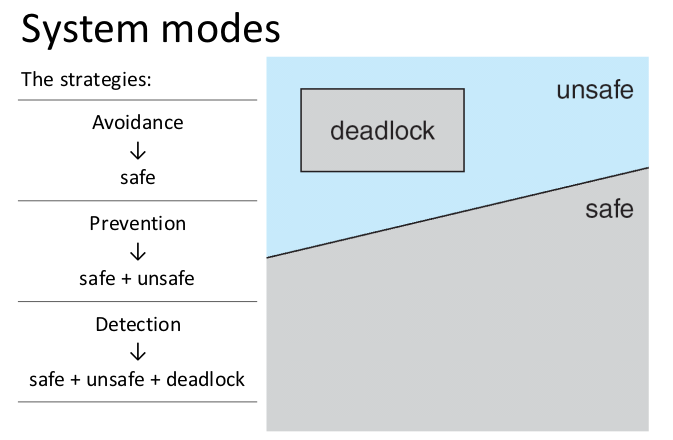 System modes
The strategies:
Avoidance
↓
safe
Prevention
↓
safe + unsafe
Detection
↓
safe + unsafe + deadlock
unsafe
deadlock
safe